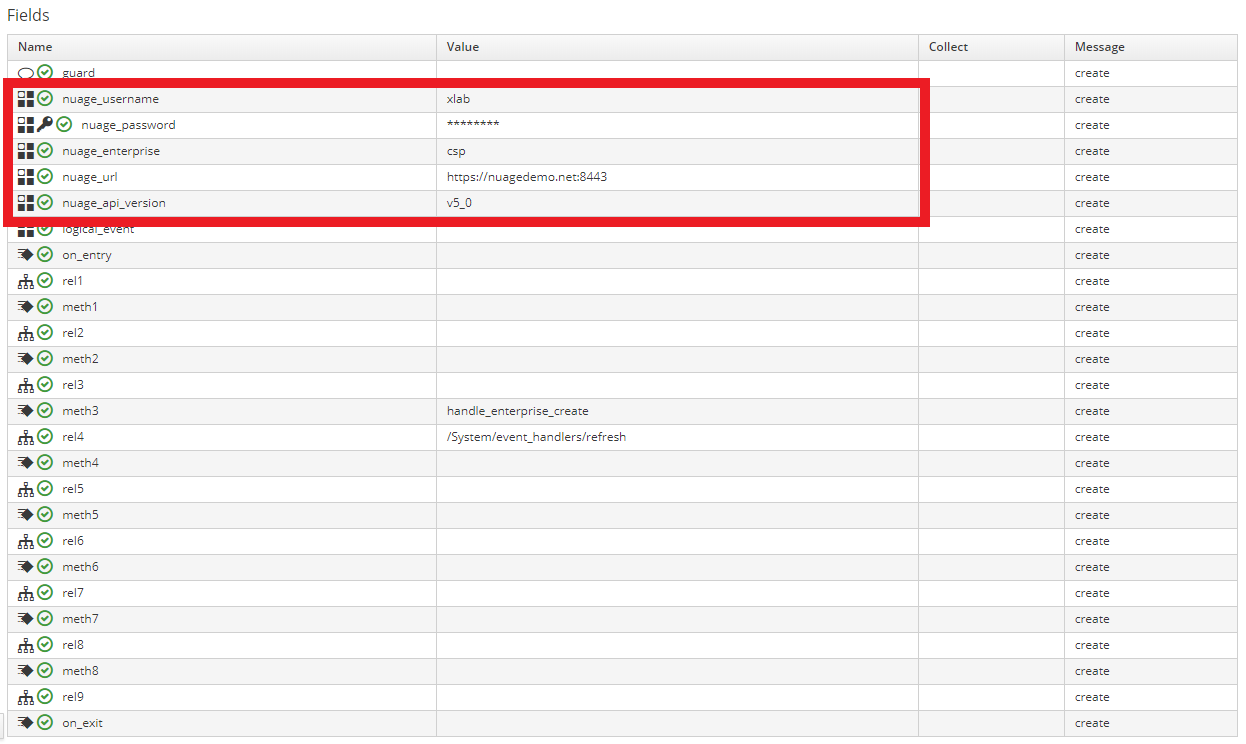 Fields
Name Value Collect Message
guard create
nuage_username xlab create
nuage_password ******** create
nuage_enterprise csp create
nuage_url https://nuagedemo.net:8443 create
nuage_api_version v5_0 create
logical_event create
on_entry create
rel1 create
meth1 create
rel2 create
meth2 create
rel3 create
meth3 handle_enterprise_create create
rel4 /System/event_handlers/refresh create
meth4 create
rel5 create
meth5 create
rel6 create
meth6 create
rel7 create
meth7 create
rel8 create
meth8 create
rel9 create
on_exit create